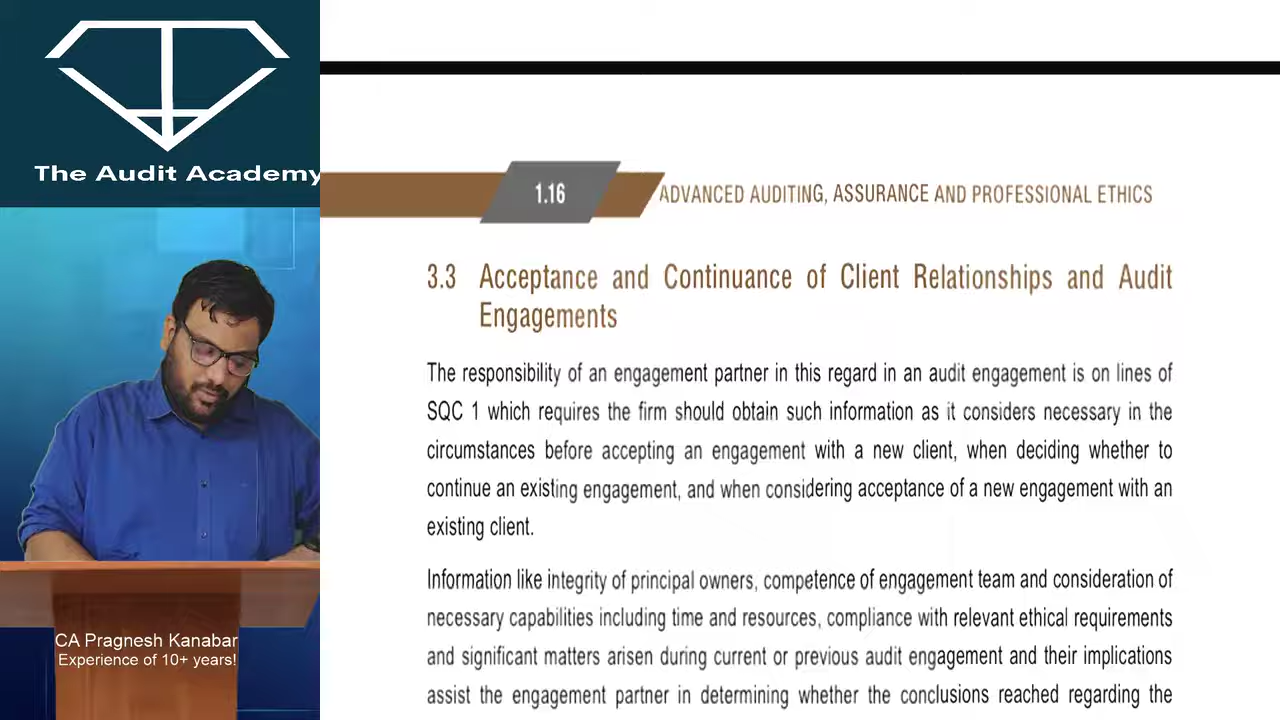 The Audit Academy
CA Pragnesh Kanabar
Experience of 10+ years!
1.16
ADVANCED AUDITING, ASSURANCE AND PROFESSIONAL ETHICS
3.3 Acceptance and Continuance of Client Relationships and Audit
Engagements
The responsibility of an engagement partner in this regard in an audit engagement is on lines of
SQC 1 which requires the firm should obtain such information as it considers necessary in the
circumstances before accepting an engagement with a new client, when deciding whether to
continue an existing engagement, and when considering acceptance of a new engagement with an
existing client.
Information like integrity of principal owners, competence of engagement team and consideration of
necessary capabilities including time and resources, compliance with relevant ethical requirements
and significant matters arisen during current or previous audit engagement and their implications
assist the engagement partner in determining whether the conclusions reached regarding the